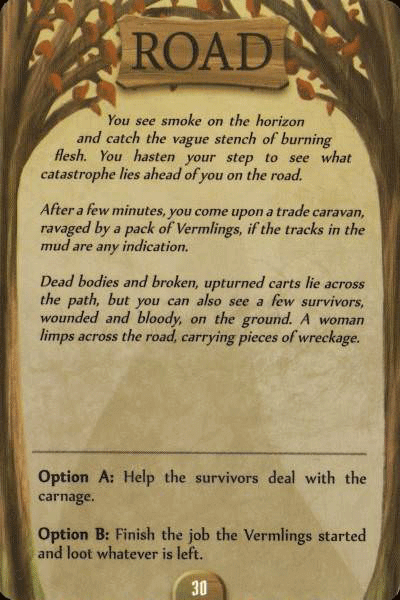 ROAD
You see smoke on the horizon
and catch the vague stench of burning
flesh. You hasten your step to see what
catastrophe lies ahead of you on the road.
After a few minutes, you come upon a trade caravan,
ravaged by a pack of Vermlings, if the tracks in the
mud are any indication.
Dead bodies and broken, upturned carts lie across
the path, but you can also see a few survivors,
wounded and bloody, on the ground. A woman
limps across the road, carrying pieces of wreckage.
Option A: Help the survivors deal with the
carnage.
Option B: Finish the job the Vermlings started
and loot whatever is left.
30